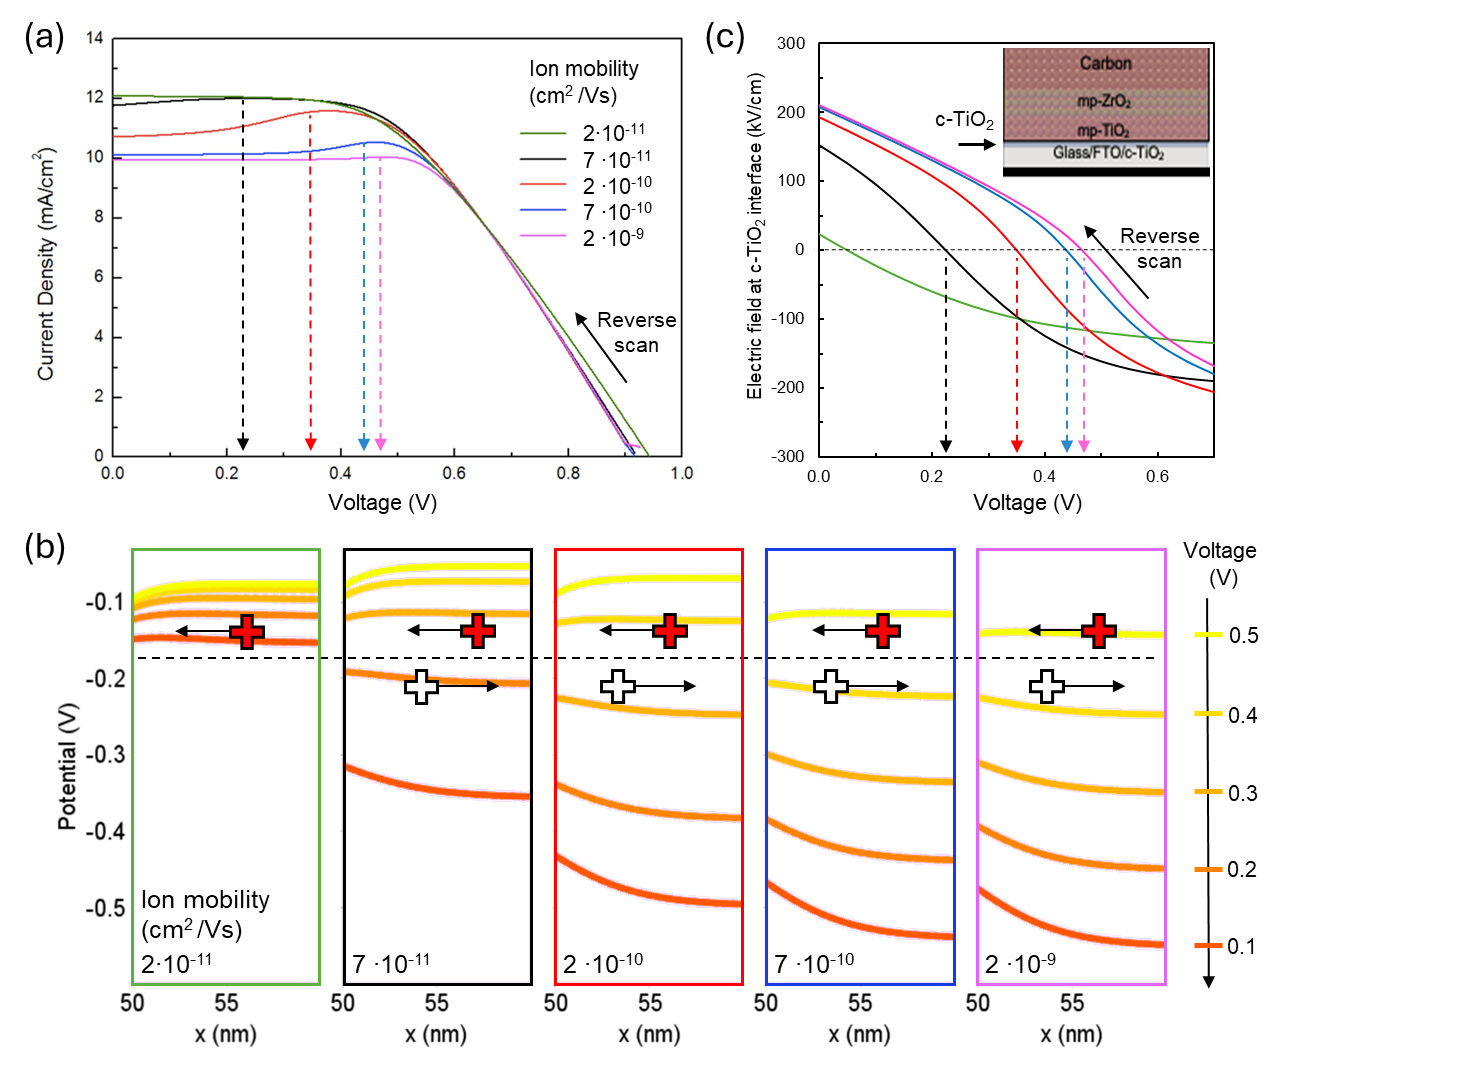 (a)
14
12
10
8
6
4
2
0
Current Density (mA/cm²)
0.0
0.2
0.4
0.6
0.8
1.0
Voltage (V)
Ion mobility
(cm² /Vs)
2·10⁻¹¹
7 ·10⁻¹¹
2 ·10⁻¹⁰
7 ·10⁻¹⁰
2 ·10⁻⁹
Reverse
scan
(c)
300
200
100
0
-100
-200
-300
Electric field at c-TiO₂ interface (kV/cm)
0.0
0.2
0.4
0.6
Voltage (V)
c-TiO₂
Carbon
mp-ZrO₂
mp-TiO₂
Glass/FTO/c-TiO₂
Reverse
scan
(b)
Potential (V)
-0.1
-0.2
-0.3
-0.4
-0.5
Ion mobility
(cm² /Vs)
2·10⁻¹¹
7 ·10⁻¹¹
2 ·10⁻¹⁰
7 ·10⁻¹⁰
2 ·10⁻⁹
50 55
x (nm)
50 55
x (nm)
50 55
x (nm)
50 55
x (nm)
50 55
x (nm)
Voltage
(V)
0.5
0.4
0.3
0.2
0.1